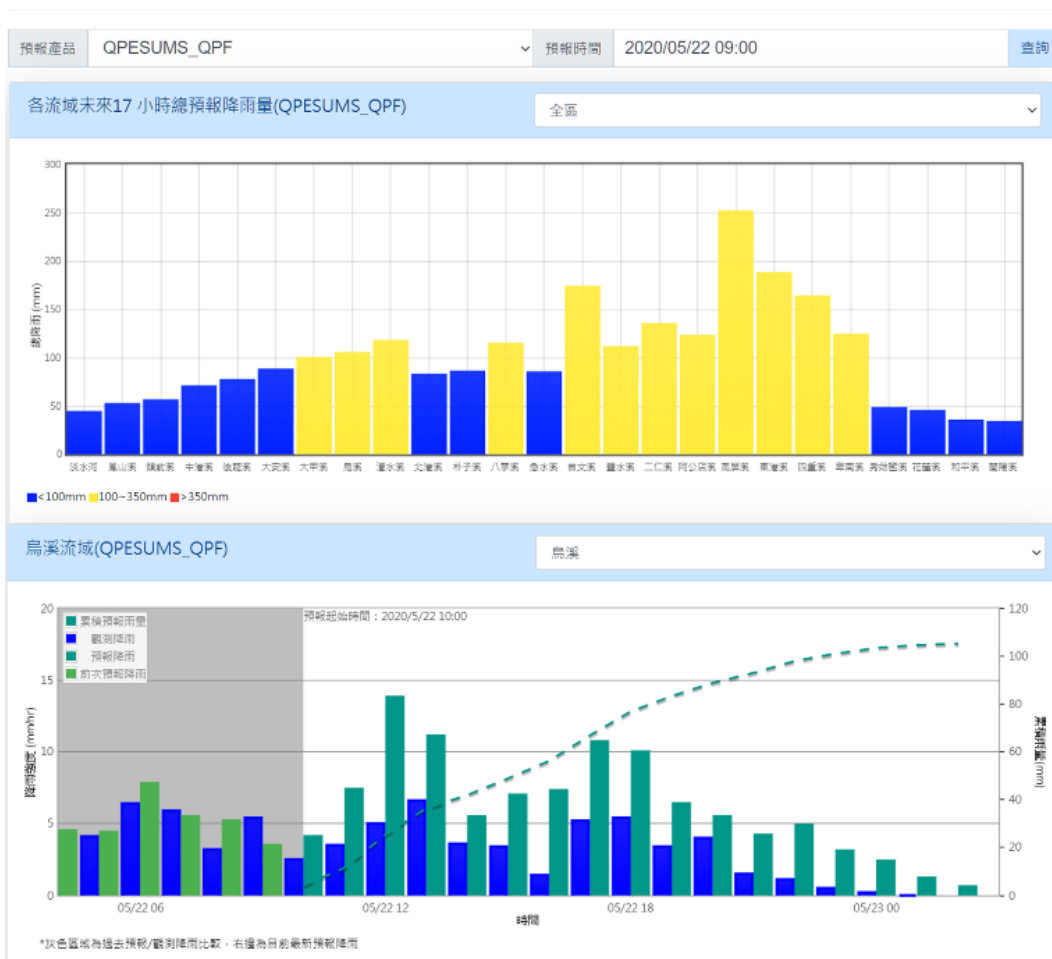 預報產品 QPESUMS_QPF 預報時間 2020/05/22 09:00 查詢
各流域未來17 小時總預報降雨量(QPESUMS_QPF) 全區
300
250
200
150
100
50
0
總降雨 (mm)
淡水河 鳳山溪 頭前溪 中港溪 後龍溪 大安溪 大甲溪 烏溪 濁水溪 北港溪 朴子溪 八掌溪 急水溪 曾文溪 鹽水溪 二仁溪 阿公店溪 高屏溪 東港溪 四重溪 卑南溪 秀姑巒溪 花蓮溪 和平溪 蘭陽溪
<100mm 100~350mm >350mm
烏溪流域(QPESUMS_QPF) 烏溪
預報起始時間：2020/5/22 10:00
累積預報雨量
觀測降雨
預報降雨
前次預報降雨
20
15
10
5
0
降雨強度 (mm/hr)
120
100
80
60
40
20
0
累積雨量(mm)
05/22 06 05/22 12 05/22 18 05/23 00
時間
*灰色區域為過去預報/觀測降雨比較，右邊為目前最新預報降雨